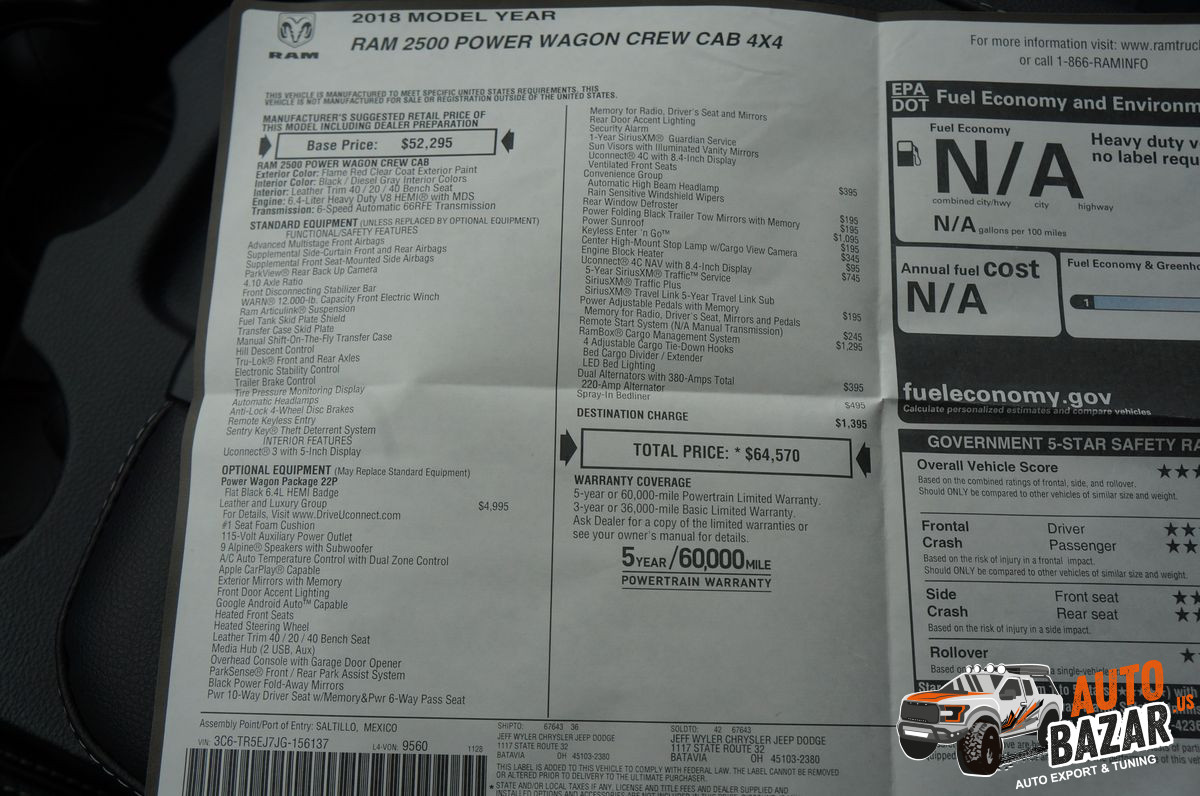 RAM
2018 MODEL YEAR
RAM 2500 POWER WAGON CREW CAB 4X4
THIS VEHICLE IS MANUFACTURED TO MEET SPECIFIC UNITED STATES REQUIREMENTS. THIS
VEHICLE IS NOT MANUFACTURED FOR SALE OR REGISTRATION OUTSIDE OF THE UNITED STATES.
MANUFACTURER'S SUGGESTED RETAIL PRICE OF
THIS MODEL INCLUDING DEALER PREPARATION
Base Price: $52,295
RAM 2500 POWER WAGON CREW CAB
Exterior Color: Flame Red Clear Coat Exterior Paint
Interior Color: Black / Diesel Gray Interior Colors
Interior: Leather Trim 40 / 20 / 40 Bench Seat
Engine: 6.4-Liter Heavy Duty V8 HEMI® with MDS
Transmission: 6-Speed Automatic 66RFE Transmission
STANDARD EQUIPMENT (UNLESS REPLACED BY OPTIONAL EQUIPMENT)
FUNCTIONAL/SAFETY FEATURES
Advanced Multistage Front Airbags
Supplemental Side-Curtain Front and Rear Airbags
Supplemental Front Seat-Mounted Side Airbags
ParkView® Rear Back Up Camera
4.10 Axle Ratio
Front Disconnecting Stabilizer Bar
WARN® 12,000-lb. Capacity Front Electric Winch
Ram Articulink® Suspension
Fuel Tank Skid Plate Shield
Transfer Case Skid Plate
Manual Shift-On-The-Fly Transfer Case
Hill Descent Control
Tru-Lok® Front and Rear Axles
Electronic Stability Control
Trailer Brake Control
Tire Pressure Monitoring Display
Automatic Headlamps
Anti-Lock 4-Wheel Disc Brakes
Remote Keyless Entry
Sentry Key® Theft Deterrent System
INTERIOR FEATURES
Uconnect® 3 with 5-Inch Display
OPTIONAL EQUIPMENT (May Replace Standard Equipment)
Power Wagon Package 22P
Flat Black 6.4L HEMI Badge
Leather and Luxury Group $4,995
For Details, Visit www.DriveUconnect.com
#1 Seat Foam Cushion
115-Volt Auxiliary Power Outlet
9 Alpine® Speakers with Subwoofer
A/C Auto Temperature Control with Dual Zone Control
Apple CarPlay® Capable
Exterior Mirrors with Memory
Front Door Accent Lighting
Google Android Auto™ Capable
Heated Front Seats
Heated Steering Wheel
Leather Trim 40 / 20 / 40 Bench Seat
Media Hub (2 USB, Aux)
Overhead Console with Garage Door Opener
ParkSense® Front / Rear Park Assist System
Black Power Fold-Away Mirrors
Pwr 10-Way Driver Seat w/Memory&Pwr 6-Way Pass Seat
Memory for Radio, Driver's Seat and Mirrors
Rear Door Accent Lighting
Security Alarm
1-Year SiriusXM® Guardian Service
Sun Visors with Illuminated Vanity Mirrors
Uconnect® 4C with 8.4-Inch Display
Ventilated Front Seats
Convenience Group $395
Automatic High Beam Headlamp
Rain Sensitive Windshield Wipers
Rear Window Defroster $195
Power Folding Black Trailer Tow Mirrors with Memory $195
Power Sunroof $1,095
Keyless Enter 'n Go™
Center High-Mount Stop Lamp w/Cargo View Camera $345
Engine Block Heater $95
Uconnect® 4C NAV with 8.4-Inch Display $745
5-Year SiriusXM® Traffic™ Service
SiriusXM® Traffic Plus
SiriusXM® Travel Link 5-Year Travel Link Sub
Power Adjustable Pedals with Memory $195
Memory for Radio, Driver's Seat, Mirrors and Pedals
Remote Start System (N/A Manual Transmission) $245
RamBox® Cargo Management System $1,295
4 Adjustable Cargo Tie-Down Hooks
Bed Cargo Divider / Extender
LED Bed Lighting
Dual Alternators with 380-Amps Total $395
220-Amp Alternator
Spray-In Bedliner $495
DESTINATION CHARGE $1,395
TOTAL PRICE: * $64,570
WARRANTY COVERAGE
5-year or 60,000-mile Powertrain Limited Warranty.
3-year or 36,000-mile Basic Limited Warranty.
Ask Dealer for a copy of the limited warranties or
see your owner's manual for details.
5 YEAR / 60,000 MILE
POWERTRAIN WARRANTY
Assembly Point/Port of Entry: SALTILLO, MEXICO
VIN: 3C6-TR5EJ7JG-156137 L4-VON: 9560 1128
SHIPTO: 67643 36
JEFF WYLER CHRYSLER JEEP DODGE
1117 STATE ROUTE 32
BATAVIA OH 45103-2380
SOLDTO: 42 67643
JEFF WYLER CHRYSLER JEEP DODGE
1117 STATE ROUTE 32
BATAVIA OH 45103-2380
THIS LABEL IS ADDED TO THIS VEHICLE TO COMPLY WITH FEDERAL LAW. THE LABEL CANNOT BE REMOVED
OR ALTERED PRIOR TO DELIVERY TO THE ULTIMATE PURCHASER.
* STATE AND/OR LOCAL TAXES IF ANY, LICENSE AND TITLE FEES AND DEALER SUPPLIED AND
For more information visit: www.ramtruc
or call 1-866-RAMINFO
EPA
DOT
Fuel Economy and Environm
Fuel Economy
N/A
combined city/hwy city highway
N/A gallons per 100 miles
Heavy duty v
no label requ
Annual fuel cost
N/A
Fuel Economy & Greenho
1
fueleconomy.gov
Calculate personalized estimates and compare vehicles
GOVERNMENT 5-STAR SAFETY RA
Overall Vehicle Score
Based on the combined ratings of frontal, side, and rollover.
Should ONLY be compared to other vehicles of similar size and weight.
Frontal Driver
Crash Passenger
Based on the risk of injury in a frontal impact.
Should ONLY be compared to other vehicles of similar size and weight.
Side Front seat
Crash Rear seat
Based on the risk of injury in a side impact.
Rollover
a single-vehicle
AUTO
BAZAR.US
AUTO EXPORT & TUNING